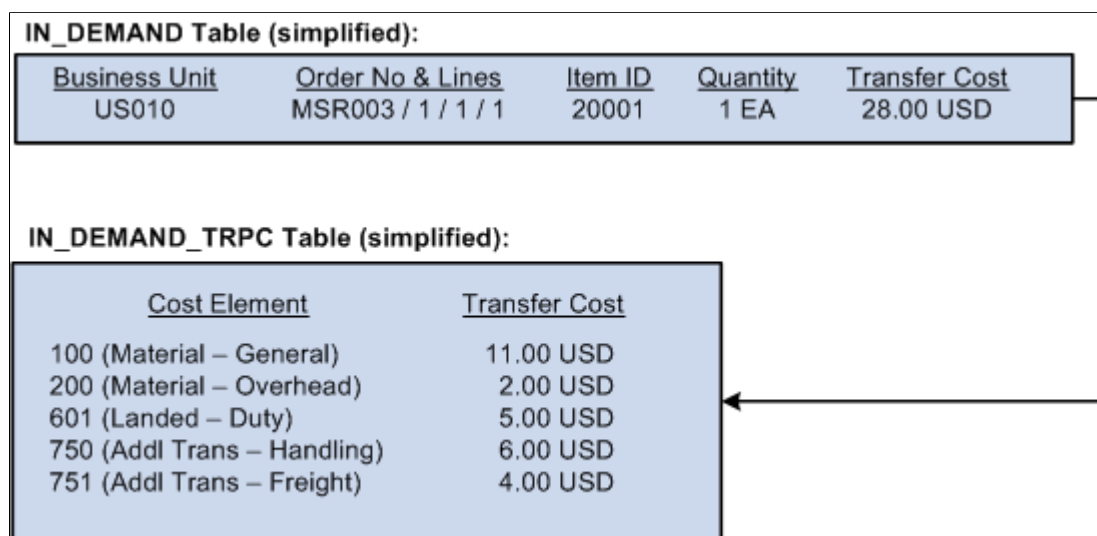 IN_DEMAND Table (simplified):
Business Unit Order No & Lines Item ID Quantity Transfer Cost
US010 MSR003 / 1 / 1 / 1 20001 1 EA 28.00 USD
IN_DEMAND_TRPC Table (simplified):
Cost Element Transfer Cost
100 (Material – General) 11.00 USD
200 (Material – Overhead) 2.00 USD
601 (Landed – Duty) 5.00 USD
750 (Addl Trans – Handling) 6.00 USD
751 (Addl Trans – Freight) 4.00 USD